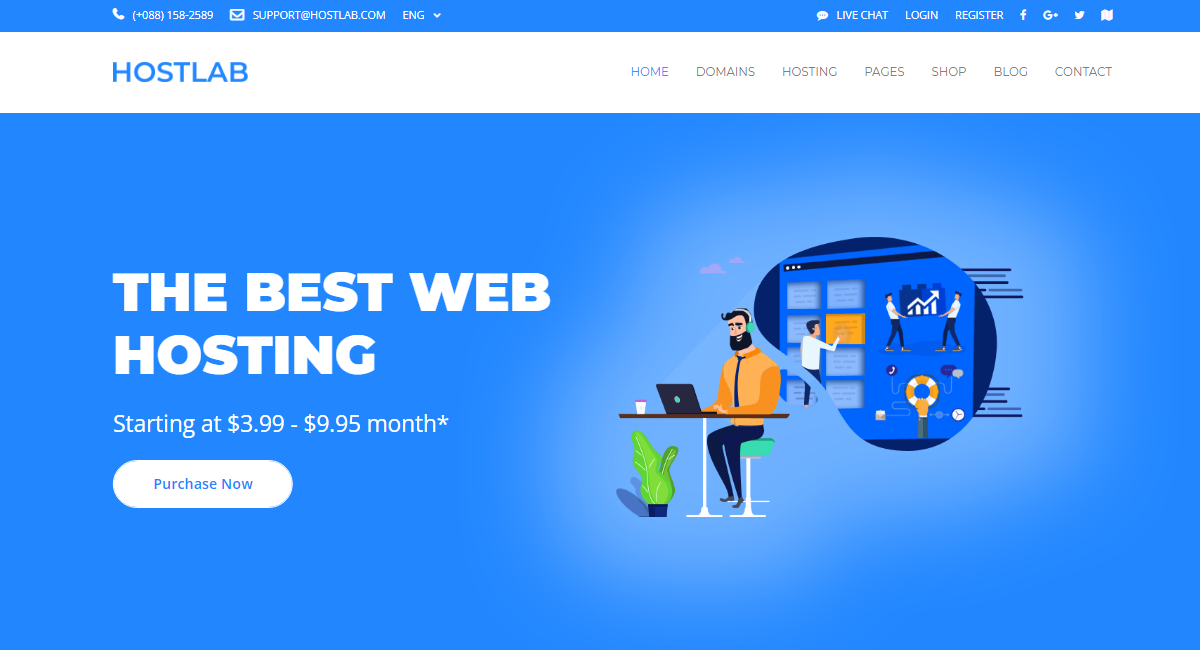 (+088) 158-2589 SUPPORT@HOSTLAB.COM ENG LIVE CHAT LOGIN REGISTER
HOSTLAB HOME DOMAINS HOSTING PAGES SHOP BLOG CONTACT
THE BEST WEB
HOSTING
Starting at $3.99 - $9.95 month*
Purchase Now